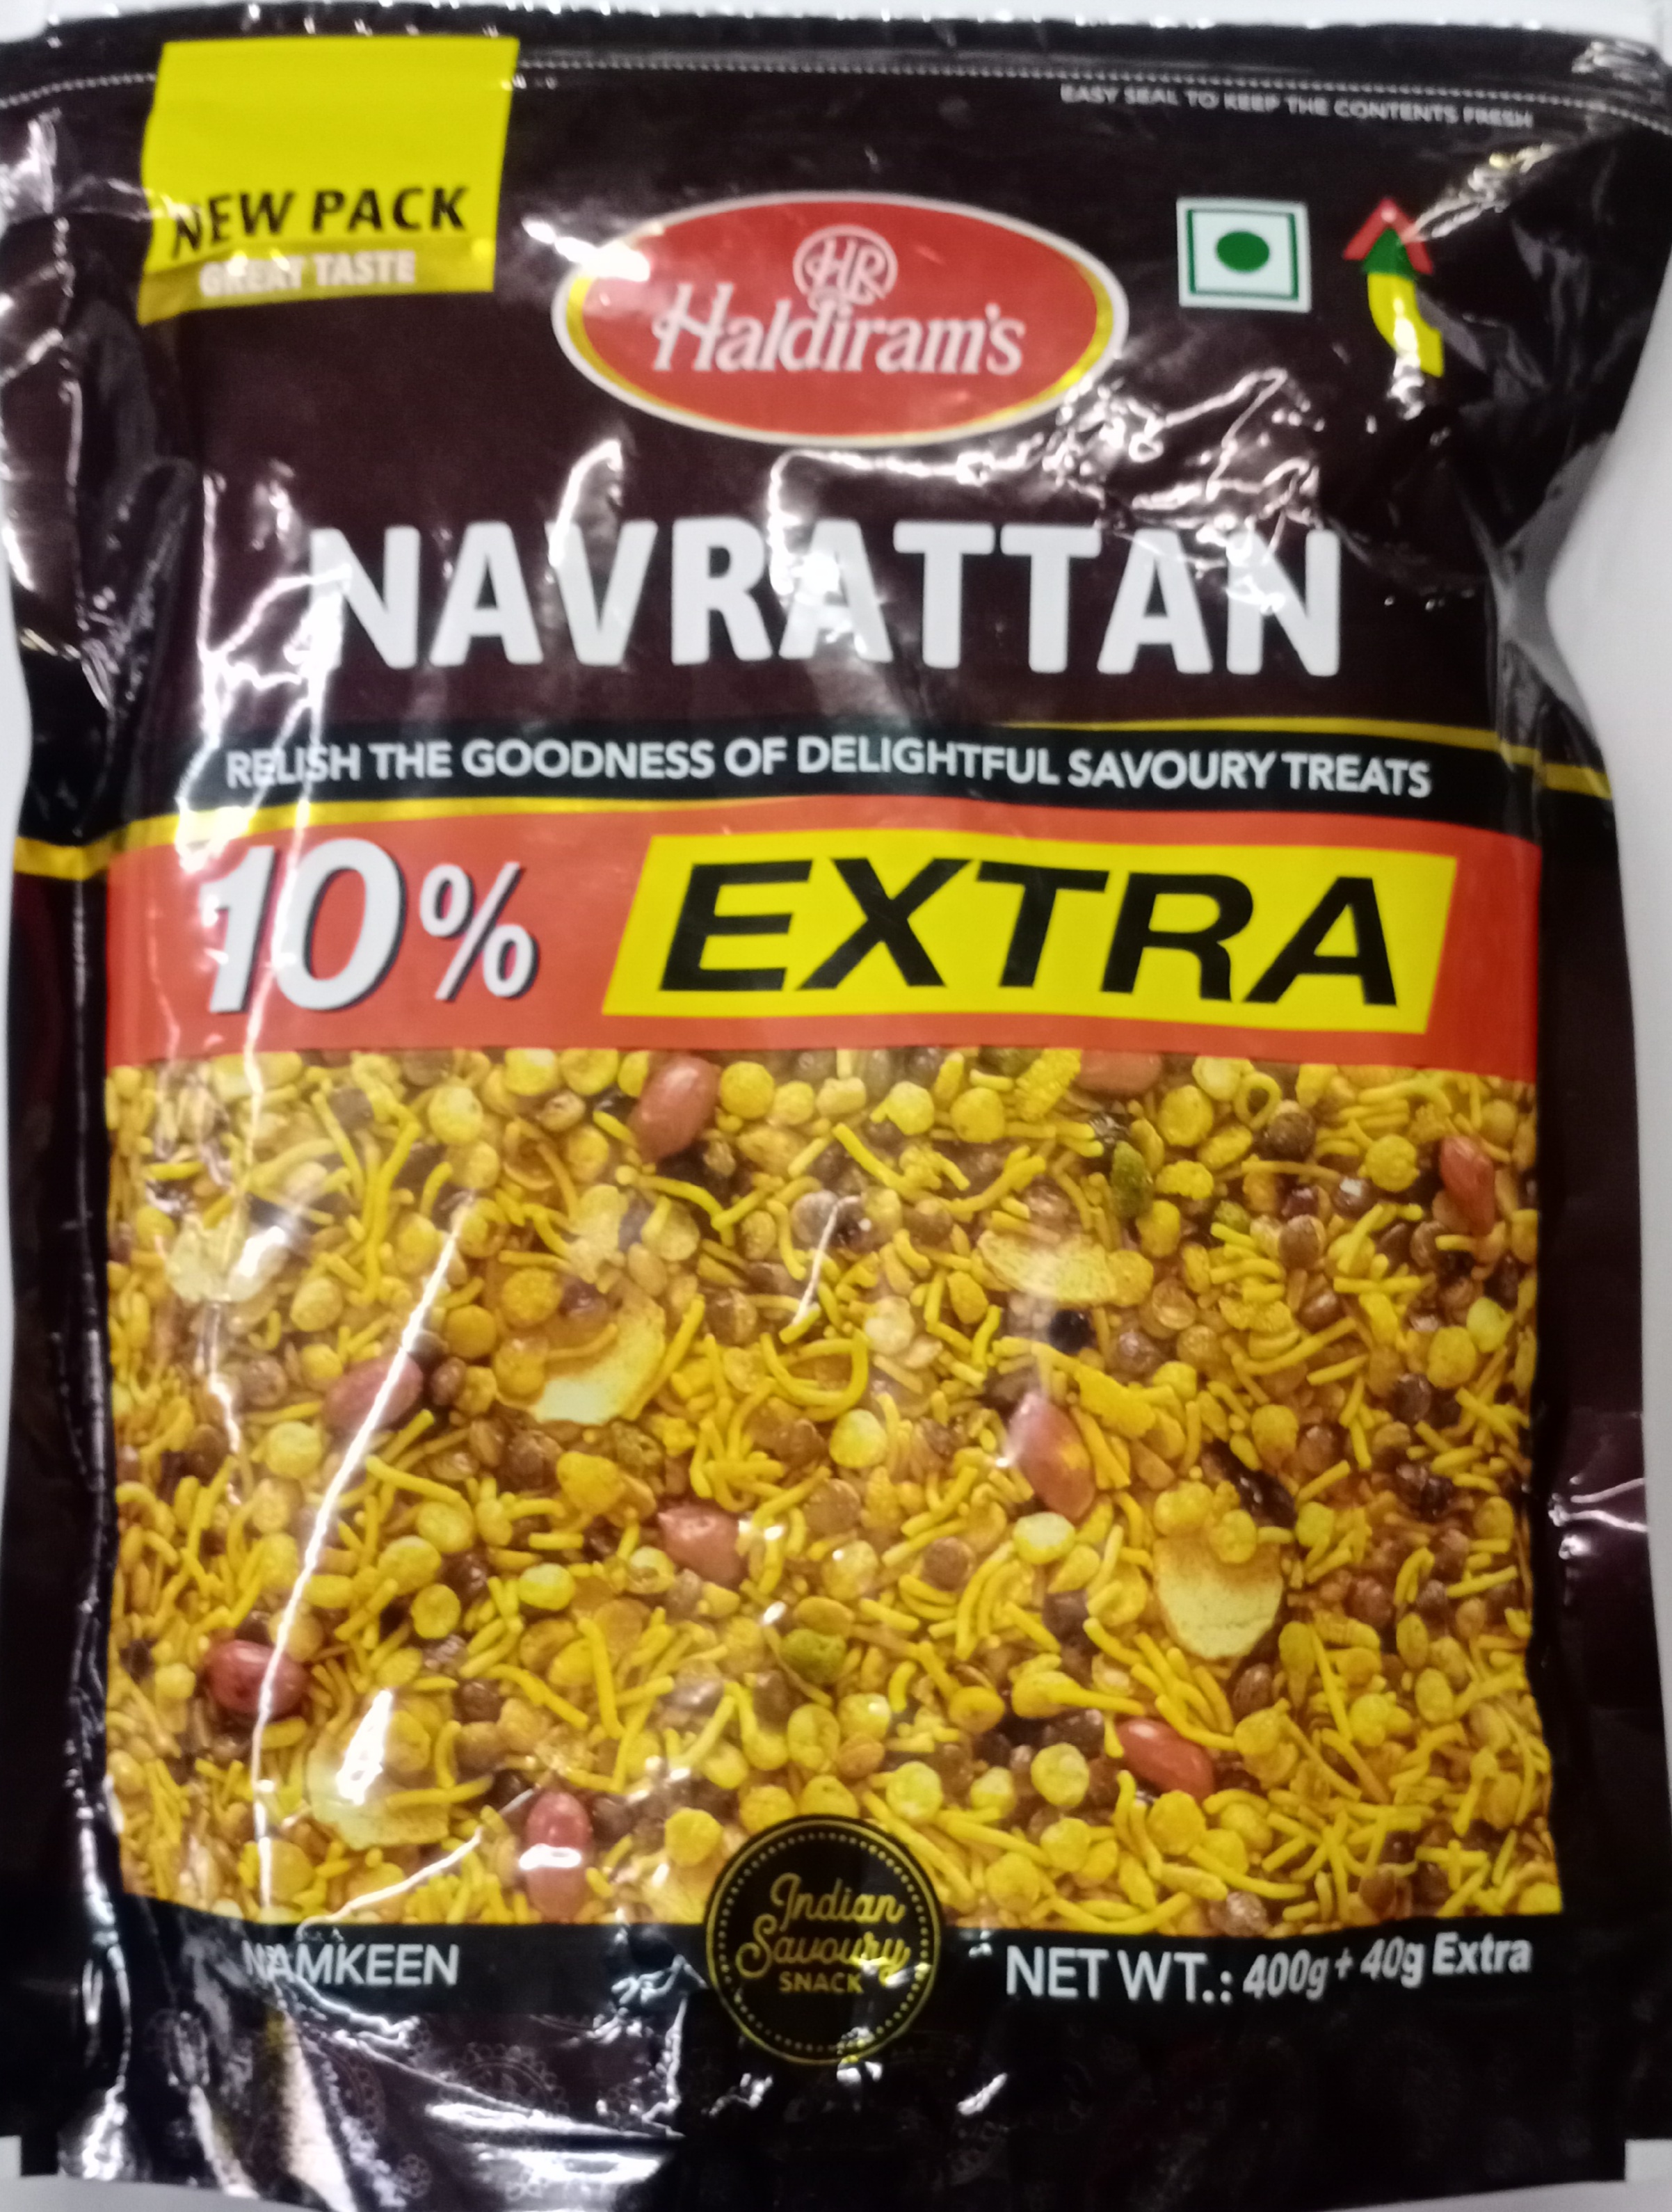 EASY SEAL TO KEEP THE CONTENTS FRESH
NEW PACK
GREAT TASTE
HR
Haldiram's
NAVRATTAN
RELISH THE GOODNESS OF DELIGHTFUL SAVOURY TREATS
10% EXTRA
NAMKEEN
Indian
Savoury
SNACK
NET WT.: 400g + 40g Extra